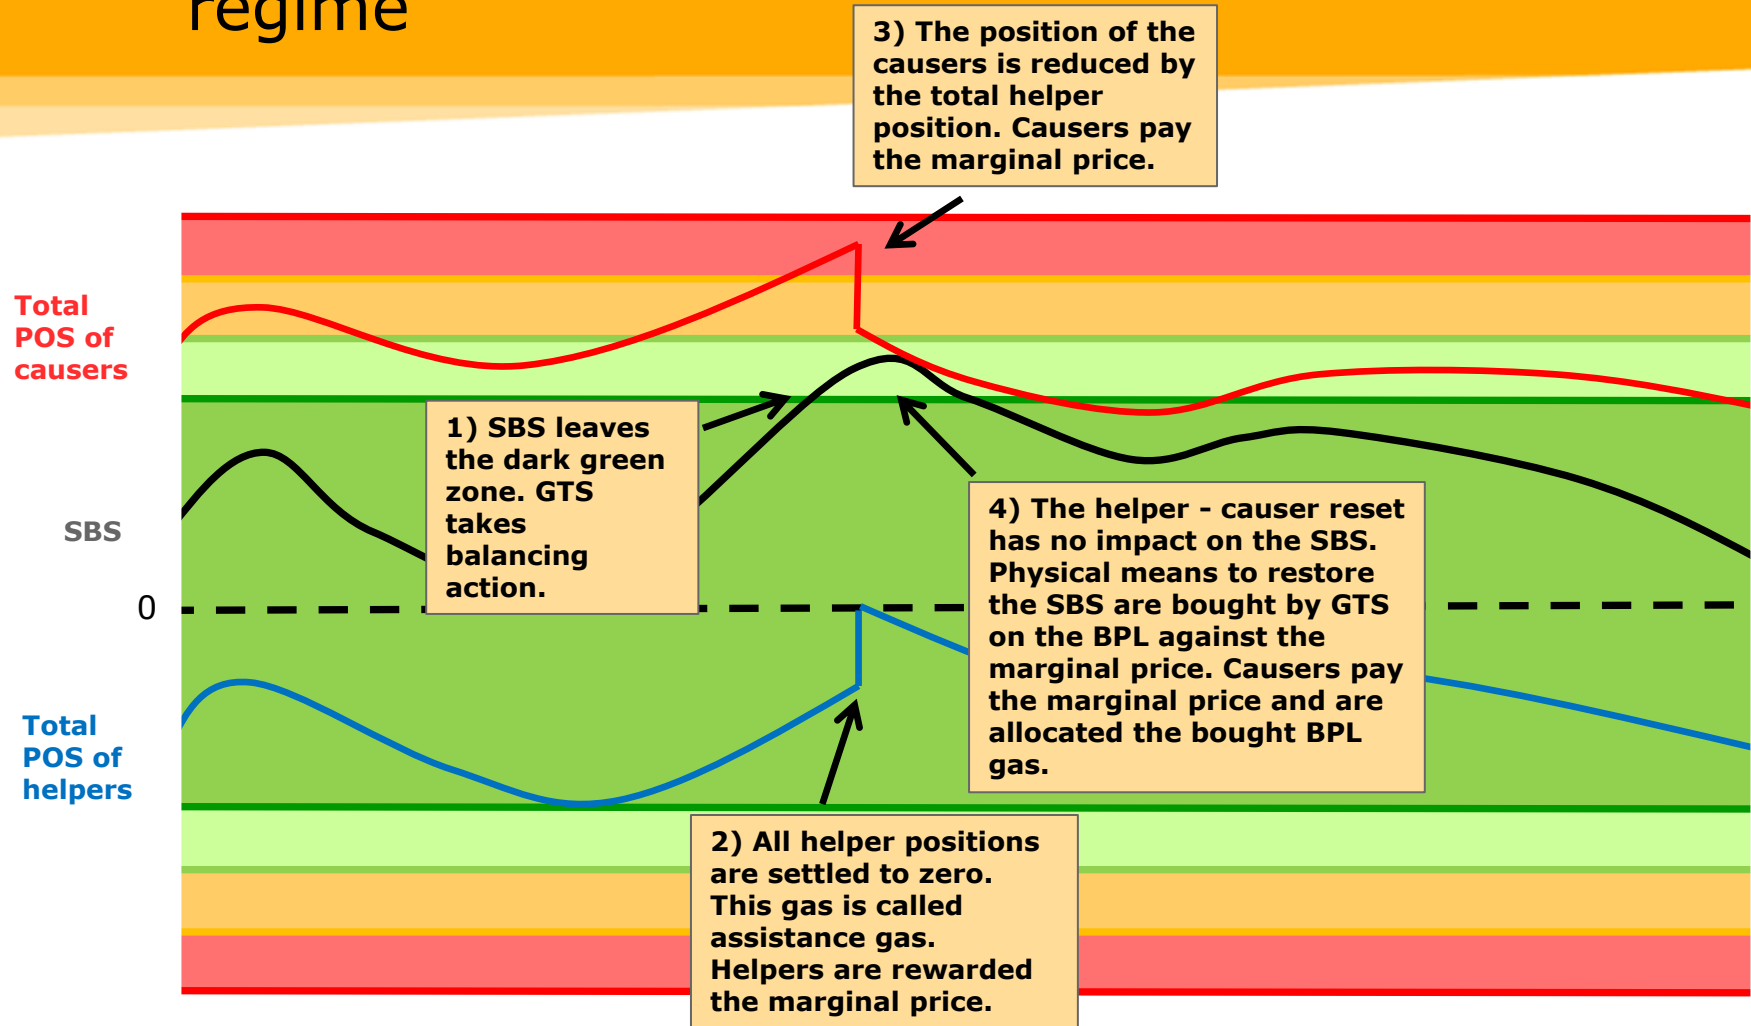 regime
3) The position of the
causers is reduced by
the total helper
position. Causers pay
the marginal price.
Total
POS of
causers
1) SBS leaves
the dark green
zone. GTS
takes
balancing
action.
SBS
0
4) The helper - causer reset
has no impact on the SBS.
Physical means to restore
the SBS are bought by GTS
on the BPL against the
marginal price. Causers pay
the marginal price and are
allocated the bought BPL
gas.
Total
POS of
helpers
2) All helper positions
are settled to zero.
This gas is called
assistance gas.
Helpers are rewarded
the marginal price.